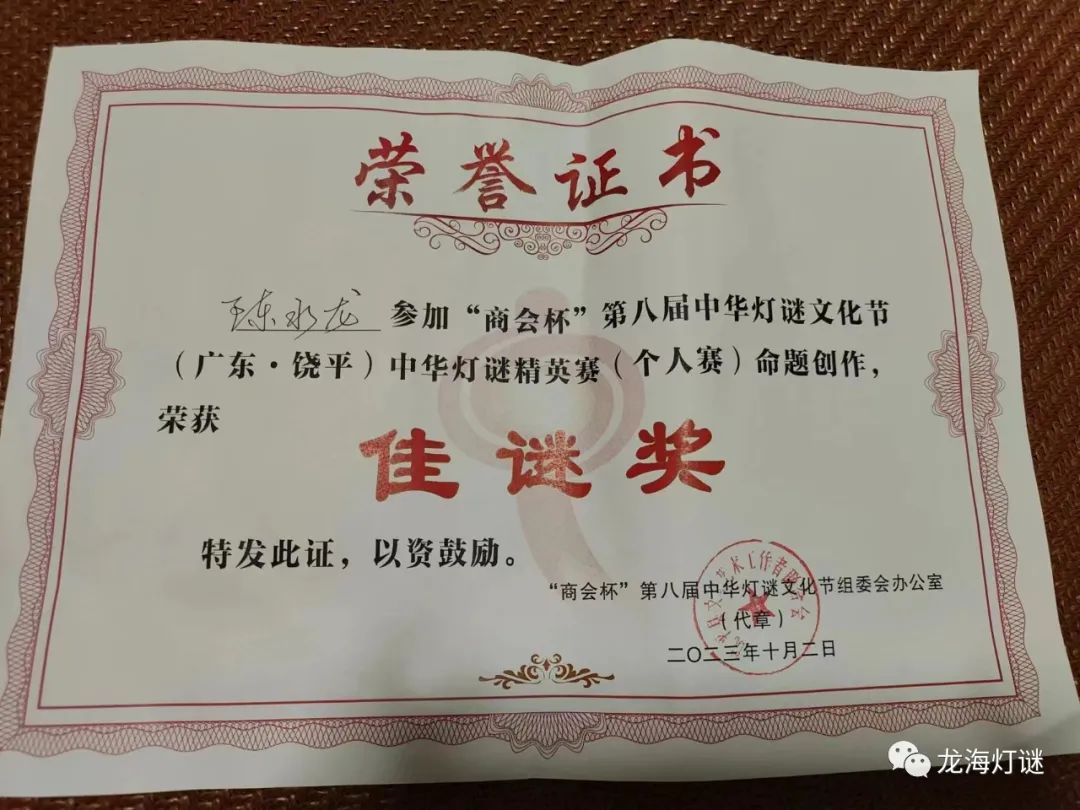 荣誉证书
陈永龙 参加“商会杯”第八届中华灯谜文化节
（广东·饶平）中华灯谜精英赛（个人赛）命题创作，
荣获
佳谜奖
特发此证，以资鼓励。
“商会杯”第八届中华灯谜文化节组委会办公室
（代章）
二〇二三年十月二日
龙海灯谜